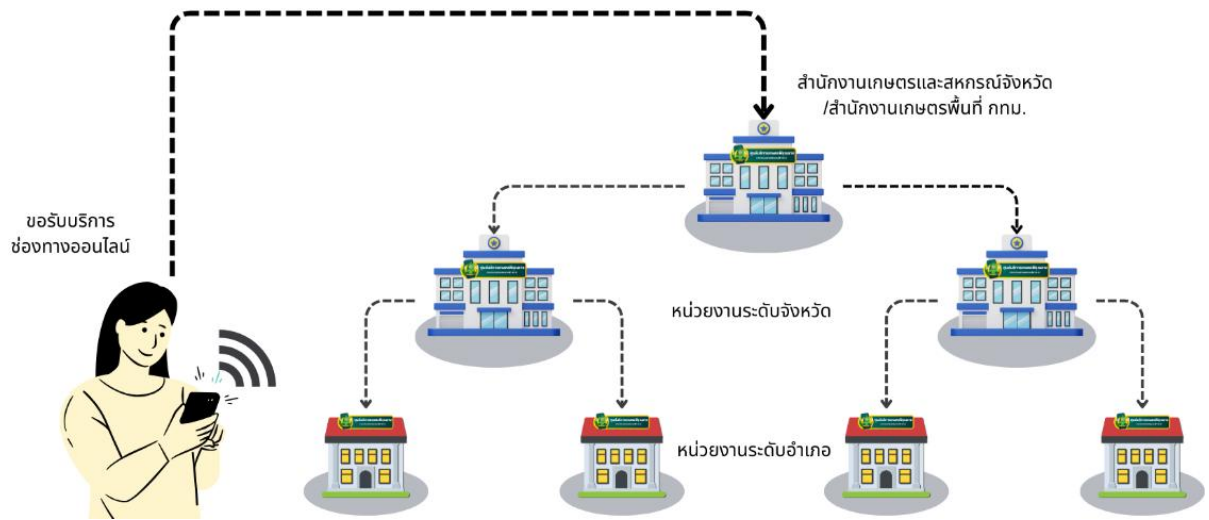 สำนักงานเกษตรและสหกรณ์จังหวัด
/สำนักงานเกษตรพื้นที่ กทม.
ขอรับบริการ
ช่องทางออนไลน์
หน่วยงานระดับจังหวัด
หน่วยงานระดับอำเภอ